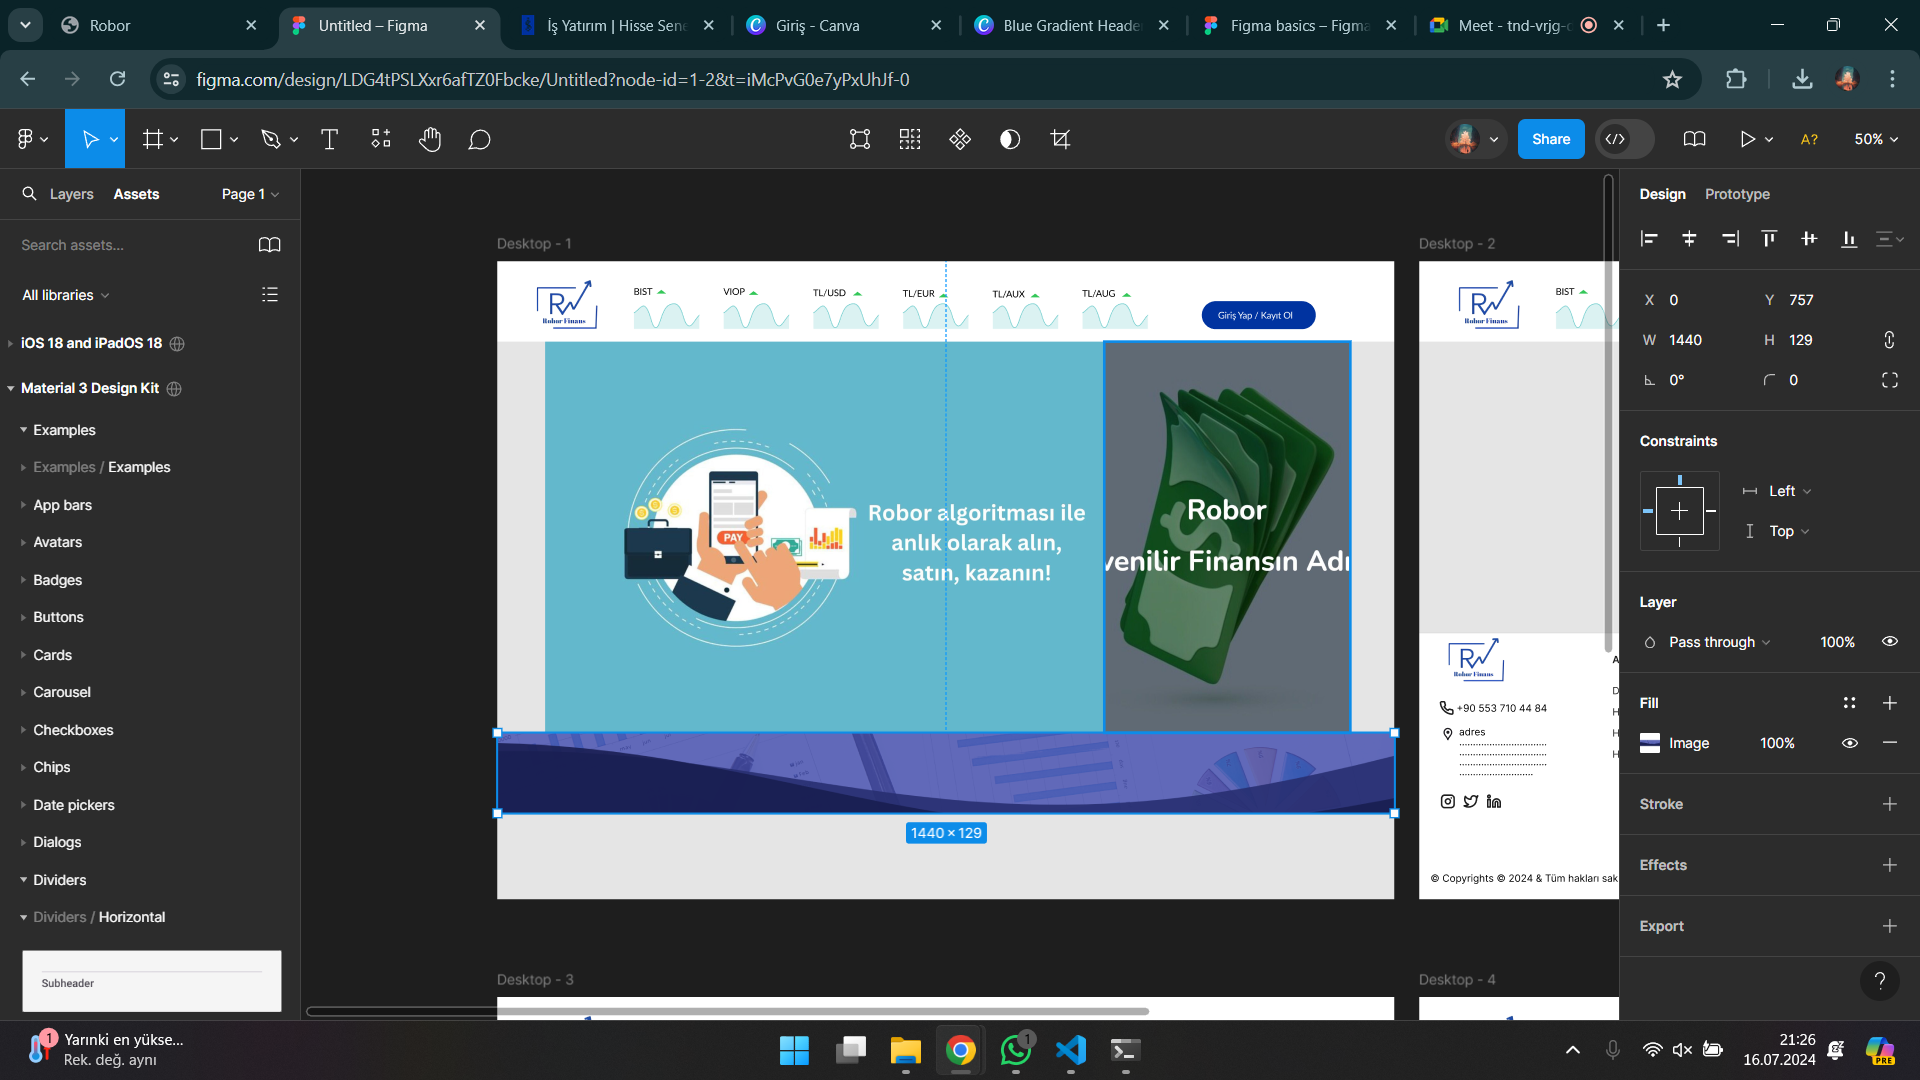 Robor
Untitled – Figma
İş Yatırım | Hisse Sene
Giriş - Canva
Blue Gradient Heade
Figma basics – Figma
Meet - tnd-vrjg-
figma.com/design/LDG4tPSLXxr6afTZ0Fbcke/Untitled?node-id=1-2&t=iMcPvG0e7yPxUhJf-0
Share
A?
50%
Layers
Assets
Page 1
Search assets...
All libraries
iOS 18 and iPadOS 18
Material 3 Design Kit
Examples
Examples / Examples
App bars
Avatars
Badges
Buttons
Cards
Carousel
Checkboxes
Chips
Date pickers
Dialogs
Dividers
Dividers / Horizontal
Subheader
Desktop - 1
Robor Finans
BIST
VIOP
TL/USD
TL/EUR
TL/AUX
TL/AUG
Giriş Yap / Kayıt Ol
PAY
Robor algoritması ile
anlık olarak alın,
satın, kazanın!
Robor
venilir Finansın Adı
1440 × 129
Desktop - 2
Robor Finans
BIST
Robor Finans
A
+90 553 710 44 84
adres
D
H
H
H
© Copyrights © 2024 & Tüm hakları sak
Desktop - 3
Desktop - 4
Design
Prototype
X 0
Y 757
W 1440
H 129
0°
0
Constraints
Left
Top
Layer
Pass through
100%
Fill
Image
100%
Stroke
Effects
Export
?
1
Yarınki en yükse...
Rek. değ. aynı
1
21:26
16.07.2024
PRE